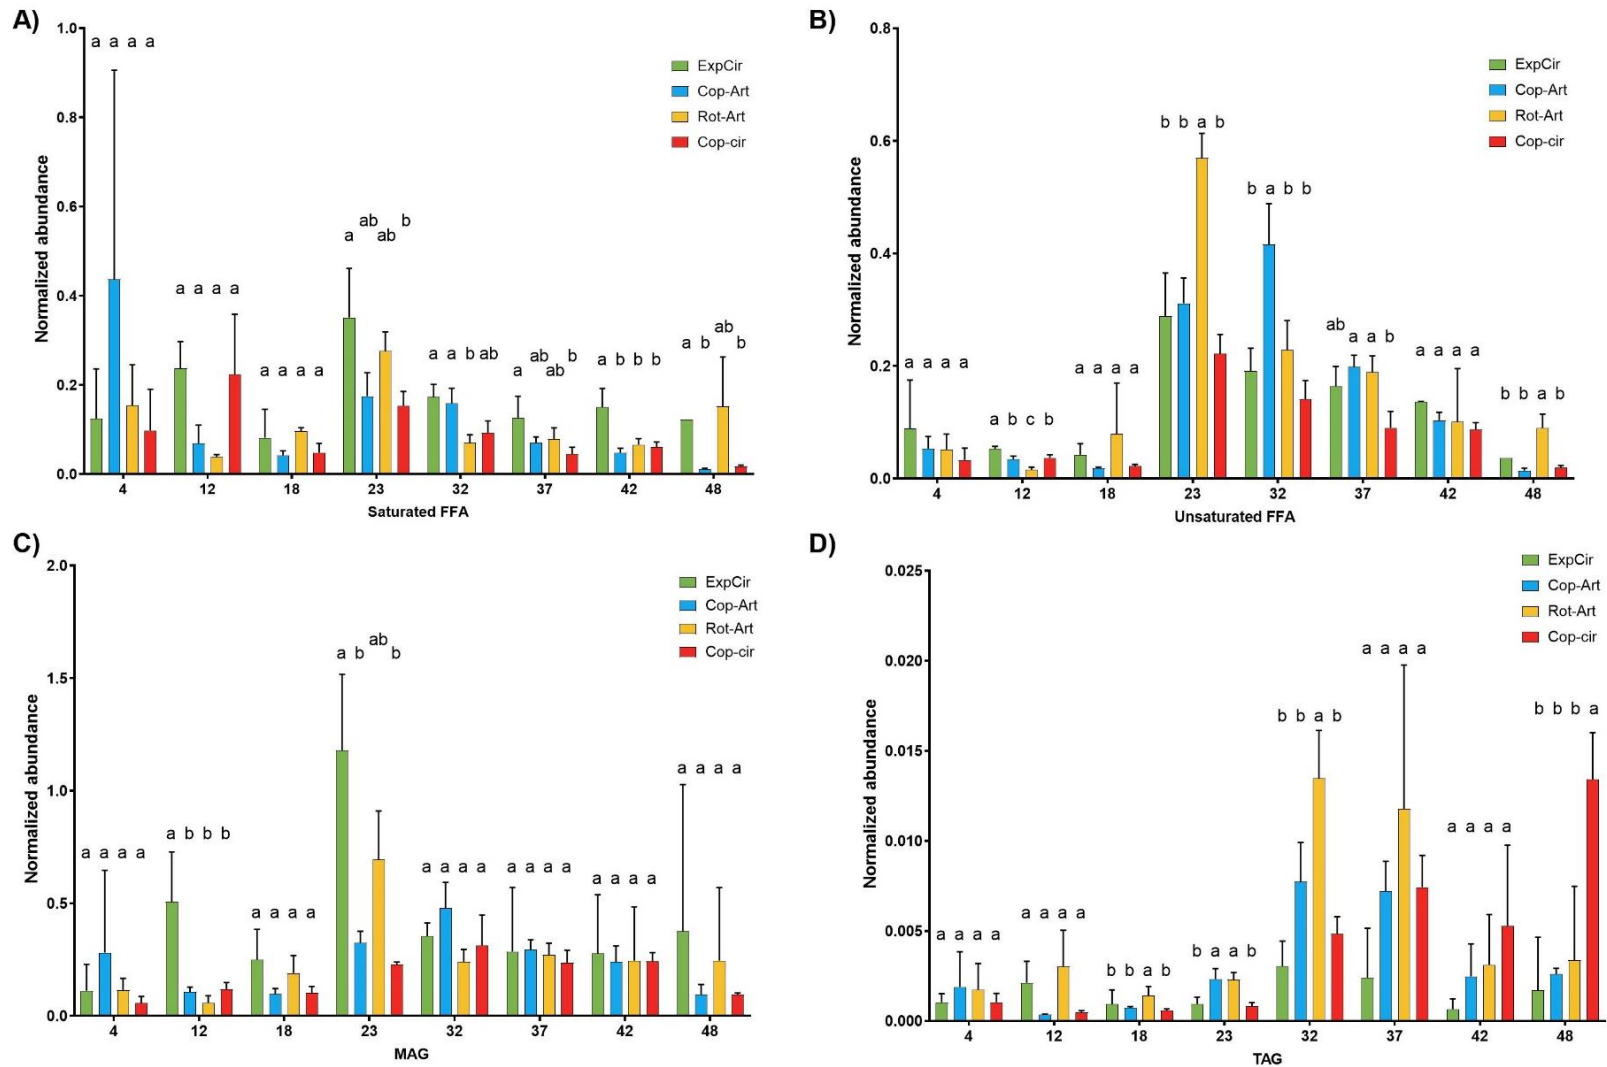 A)
Normalized abundance
1.0
0.8
0.6
0.4
0.2
0.0
a a a a
a a a a
a a a a
a ab ab b
a a b ab
a ab ab b
a b b b
a b ab b
ExpCir
Cop-Art
Rot-Art
Cop-cir
4 12 18 23 32 37 42 48
Saturated FFA
B)
Normalized abundance
0.8
0.6
0.4
0.2
0.0
a a a a
a b c b
a a a a
b b a b
b a b b
ab a a b
a a a a
b b a b
ExpCir
Cop-Art
Rot-Art
Cop-cir
4 12 18 23 32 37 42 48
Unsaturated FFA
C)
Normalized abundance
2.0
1.5
1.0
0.5
0.0
a a a a
a b b b
a a a a
a b ab b
a a a a
a a a a
a a a a
a a a a
ExpCir
Cop-Art
Rot-Art
Cop-cir
4 12 18 23 32 37 42 48
MAG
D)
Normalized abundance
0.025
0.020
0.015
0.010
0.005
0.000
a a a a
a a a a
b b a b
b a a b
b b a b
a a a a
a a a a
b b b a
ExpCir
Cop-Art
Rot-Art
Cop-cir
4 12 18 23 32 37 42 48
TAG